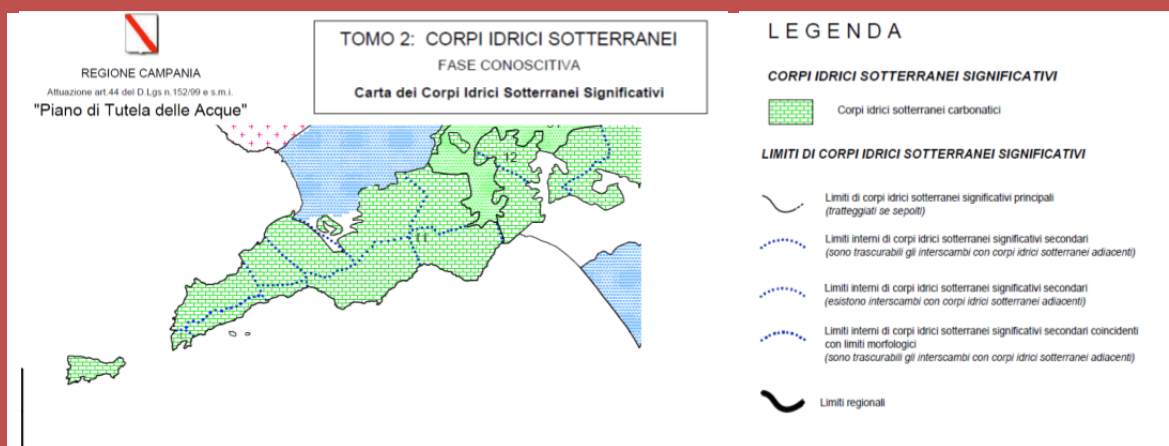 REGIONE CAMPANIA
Attuazione art.44 del D.Lgs n.152/99 e s.m.i.
"Piano di Tutela delle Acque"
TOMO 2: CORPI IDRICI SOTTERRANEI
FASE CONOSCITIVA
Carta dei Corpi Idrici Sotterranei Significativi
12
11
LEGENDA
CORPI IDRICI SOTTERRANEI SIGNIFICATIVI
Corpi idrici sotterranei carbonatici
LIMITI DI CORPI IDRICI SOTTERRANEI SIGNIFICATIVI
Limiti di corpi idrici sotterranei significativi principali
(tratteggiati se sepolti)
Limiti interni di corpi idrici sotterranei significativi secondari
(sono trascurabili gli interscambi con corpi idrici sotterranei adiacenti)
Limiti interni di corpi idrici sotterranei significativi secondari
(esistono interscambi con corpi idrici sotterranei adiacenti)
Limiti interni di corpi idrici sotterranei significativi secondari coincidenti
con limiti morfologici
(sono trascurabili gli interscambi con corpi idrici sotterranei adiacenti)
Limiti regionali